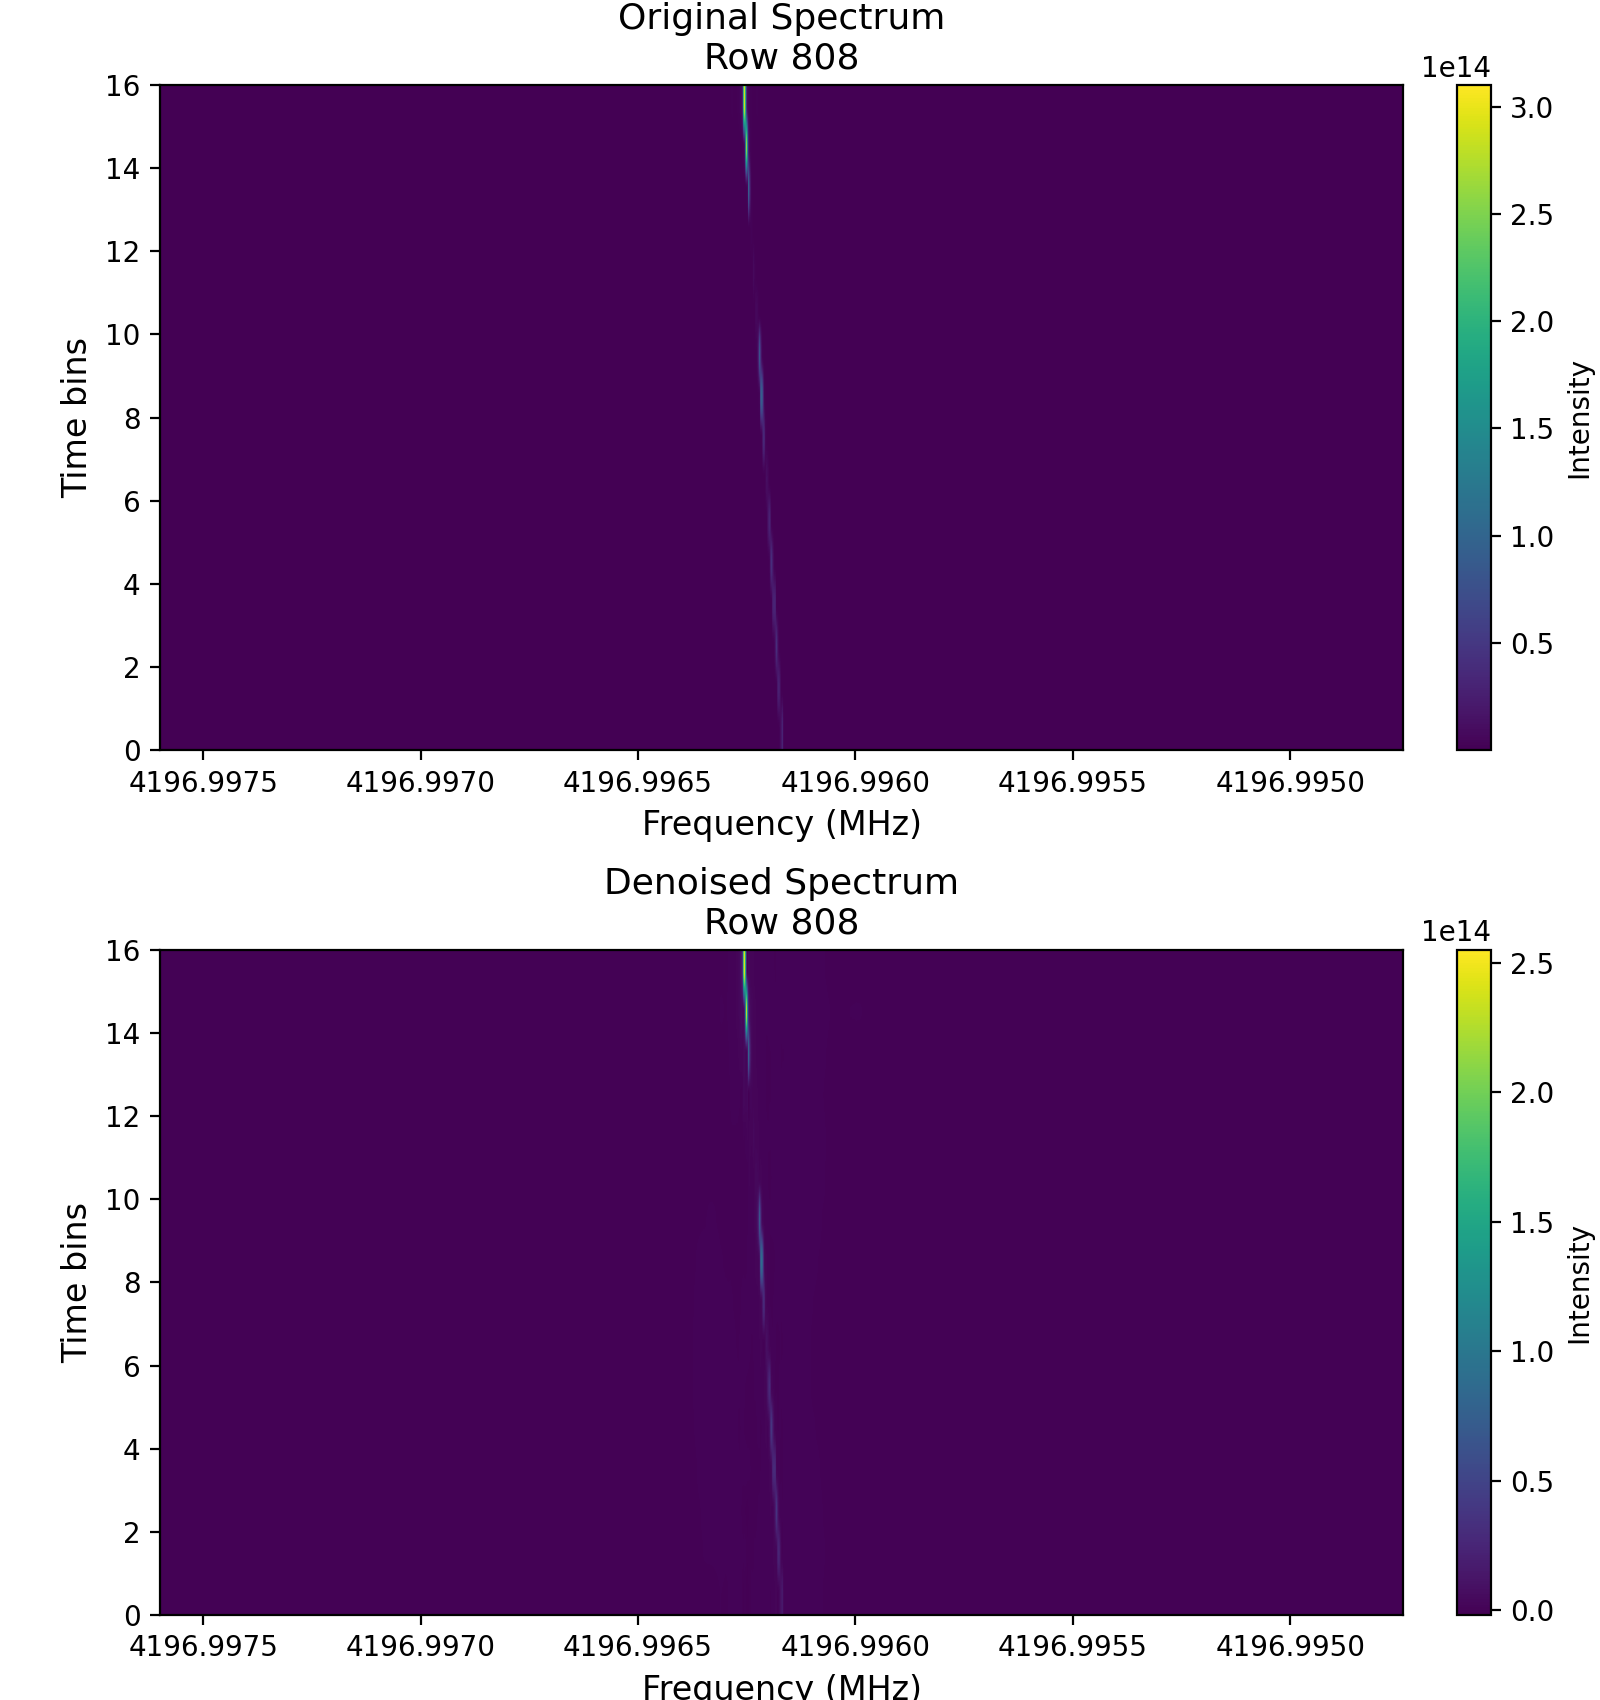 Original Spectrum
Row 808
1e14
16
14
12
10
8
6
4
2
0
Time bins
4196.9975 4196.9970 4196.9965 4196.9960 4196.9955 4196.9950
Frequency (MHz)
3.0
2.5
2.0
1.5
1.0
0.5
Intensity
Denoised Spectrum
Row 808
1e14
16
14
12
10
8
6
4
2
0
Time bins
4196.9975 4196.9970 4196.9965 4196.9960 4196.9955 4196.9950
Frequency (MHz)
2.5
2.0
1.5
1.0
0.5
0.0
Intensity